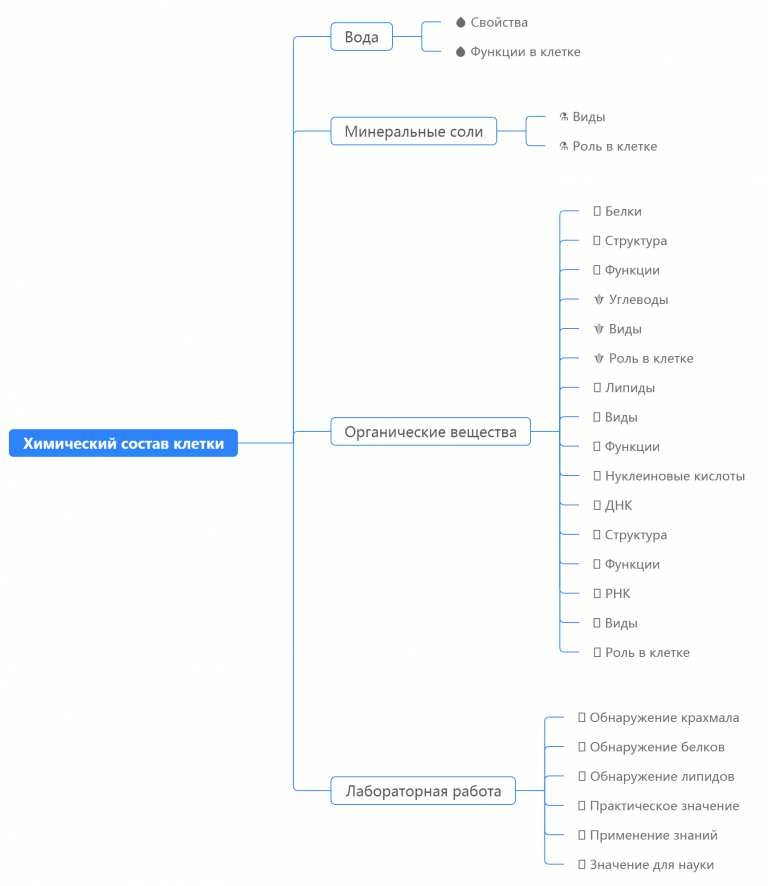 Вода
Свойства
Функции в клетке
Минеральные соли
Виды
Роль в клетке
Химический состав клетки
Органические вещества
Белки
Структура
Функции
Углеводы
Виды
Роль в клетке
Липиды
Виды
Функции
Нуклеиновые кислоты
ДНК
Структура
Функции
РНК
Виды
Роль в клетке
Лабораторная работа
Обнаружение крахмала
Обнаружение белков
Обнаружение липидов
Практическое значение
Применение знаний
Значение для науки